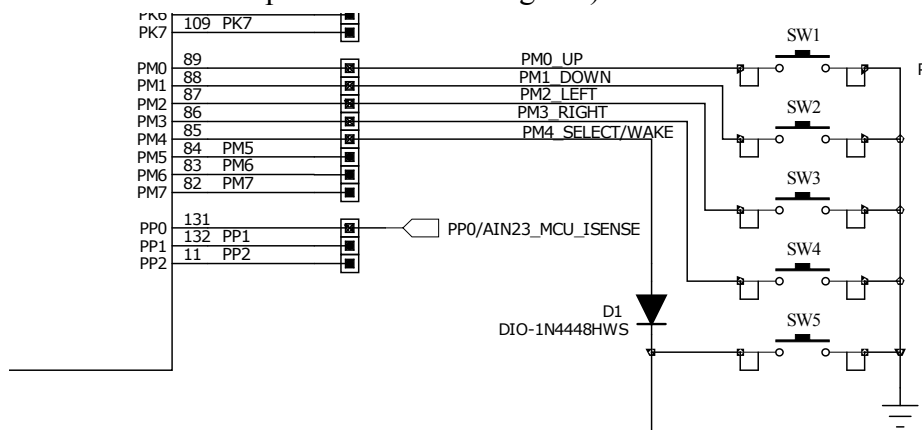 PK6
PK7 109 PK7
SW1
PM0 89 PM0_UP
PM1 88 PM1_DOWN
PM2 87 PM2_LEFT
SW2
PM3 86 PM3_RIGHT
PM4 85 PM4_SELECT/WAKE
PM5 84 PM5
PM6 83 PM6
SW3
PM7 82 PM7
PP0 131 PP0/AIN23_MCU_ISENSE
PP1 132 PP1
SW4
PP2 11 PP2
D1
SW5
DIO-1N4448HWS